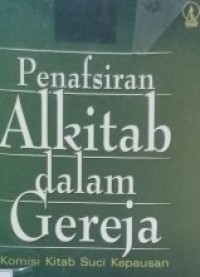 Penafsiran
Alkitab
dalam
Gereja
Komisi Kitab Suci Kepausan